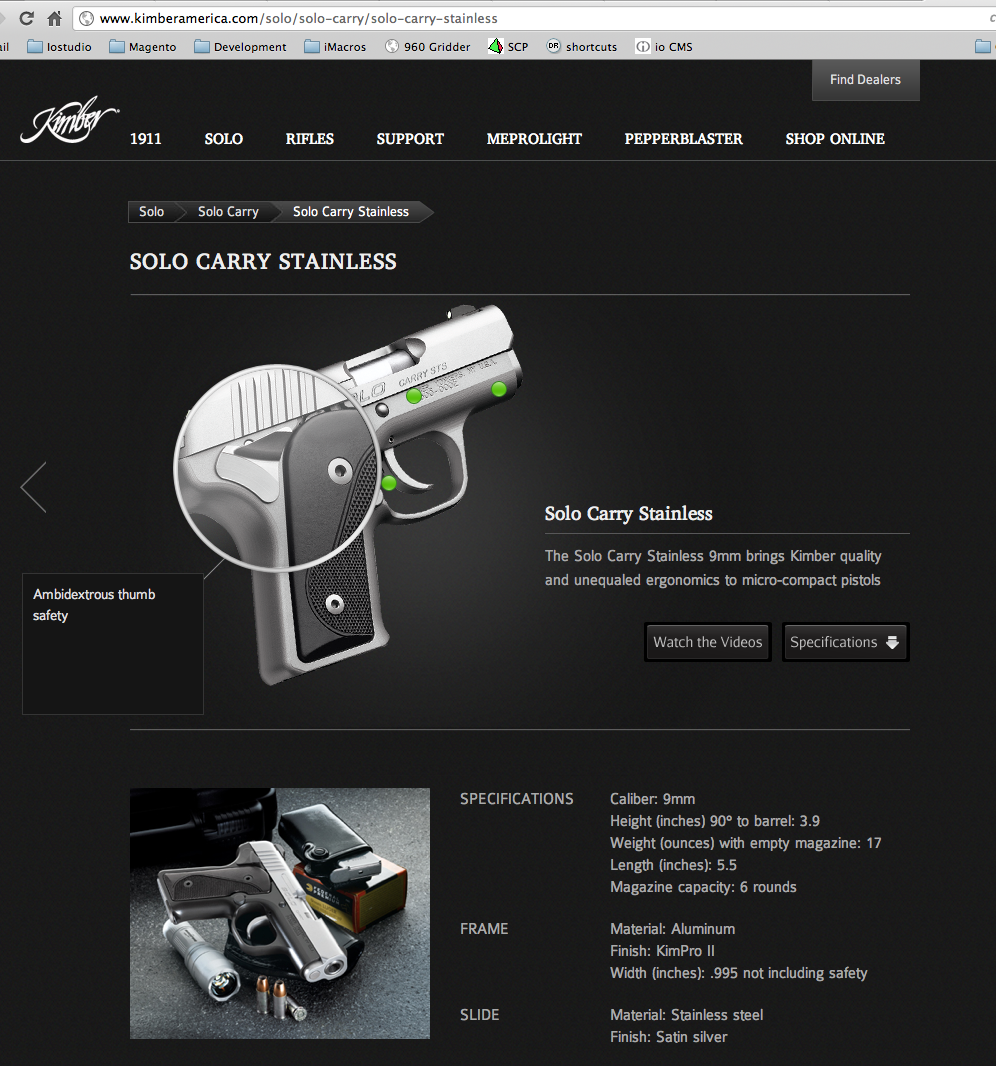 www.kimberamerica.com/solo/solo-carry/solo-carry-stainless
ail Iostudio Magento Development iMacros 960 Gridder SCP DR shortcuts io CMS
Find Dealers
Kimber
1911 SOLO RIFLES SUPPORT MEPROLIGHT PEPPERBLASTER SHOP ONLINE
Solo Solo Carry Solo Carry Stainless
SOLO CARRY STAINLESS
CARRY STS
Solo Carry Stainless
The Solo Carry Stainless 9mm brings Kimber quality
and unequaled ergonomics to micro-compact pistols
Ambidextrous thumb
safety
Watch the Videos Specifications
SPECIFICATIONS Caliber: 9mm
Height (inches) 90° to barrel: 3.9
Weight (ounces) with empty magazine: 17
Length (inches): 5.5
Magazine capacity: 6 rounds
FRAME Material: Aluminum
Finish: KimPro II
Width (inches): .995 not including safety
SLIDE Material: Stainless steel
Finish: Satin silver